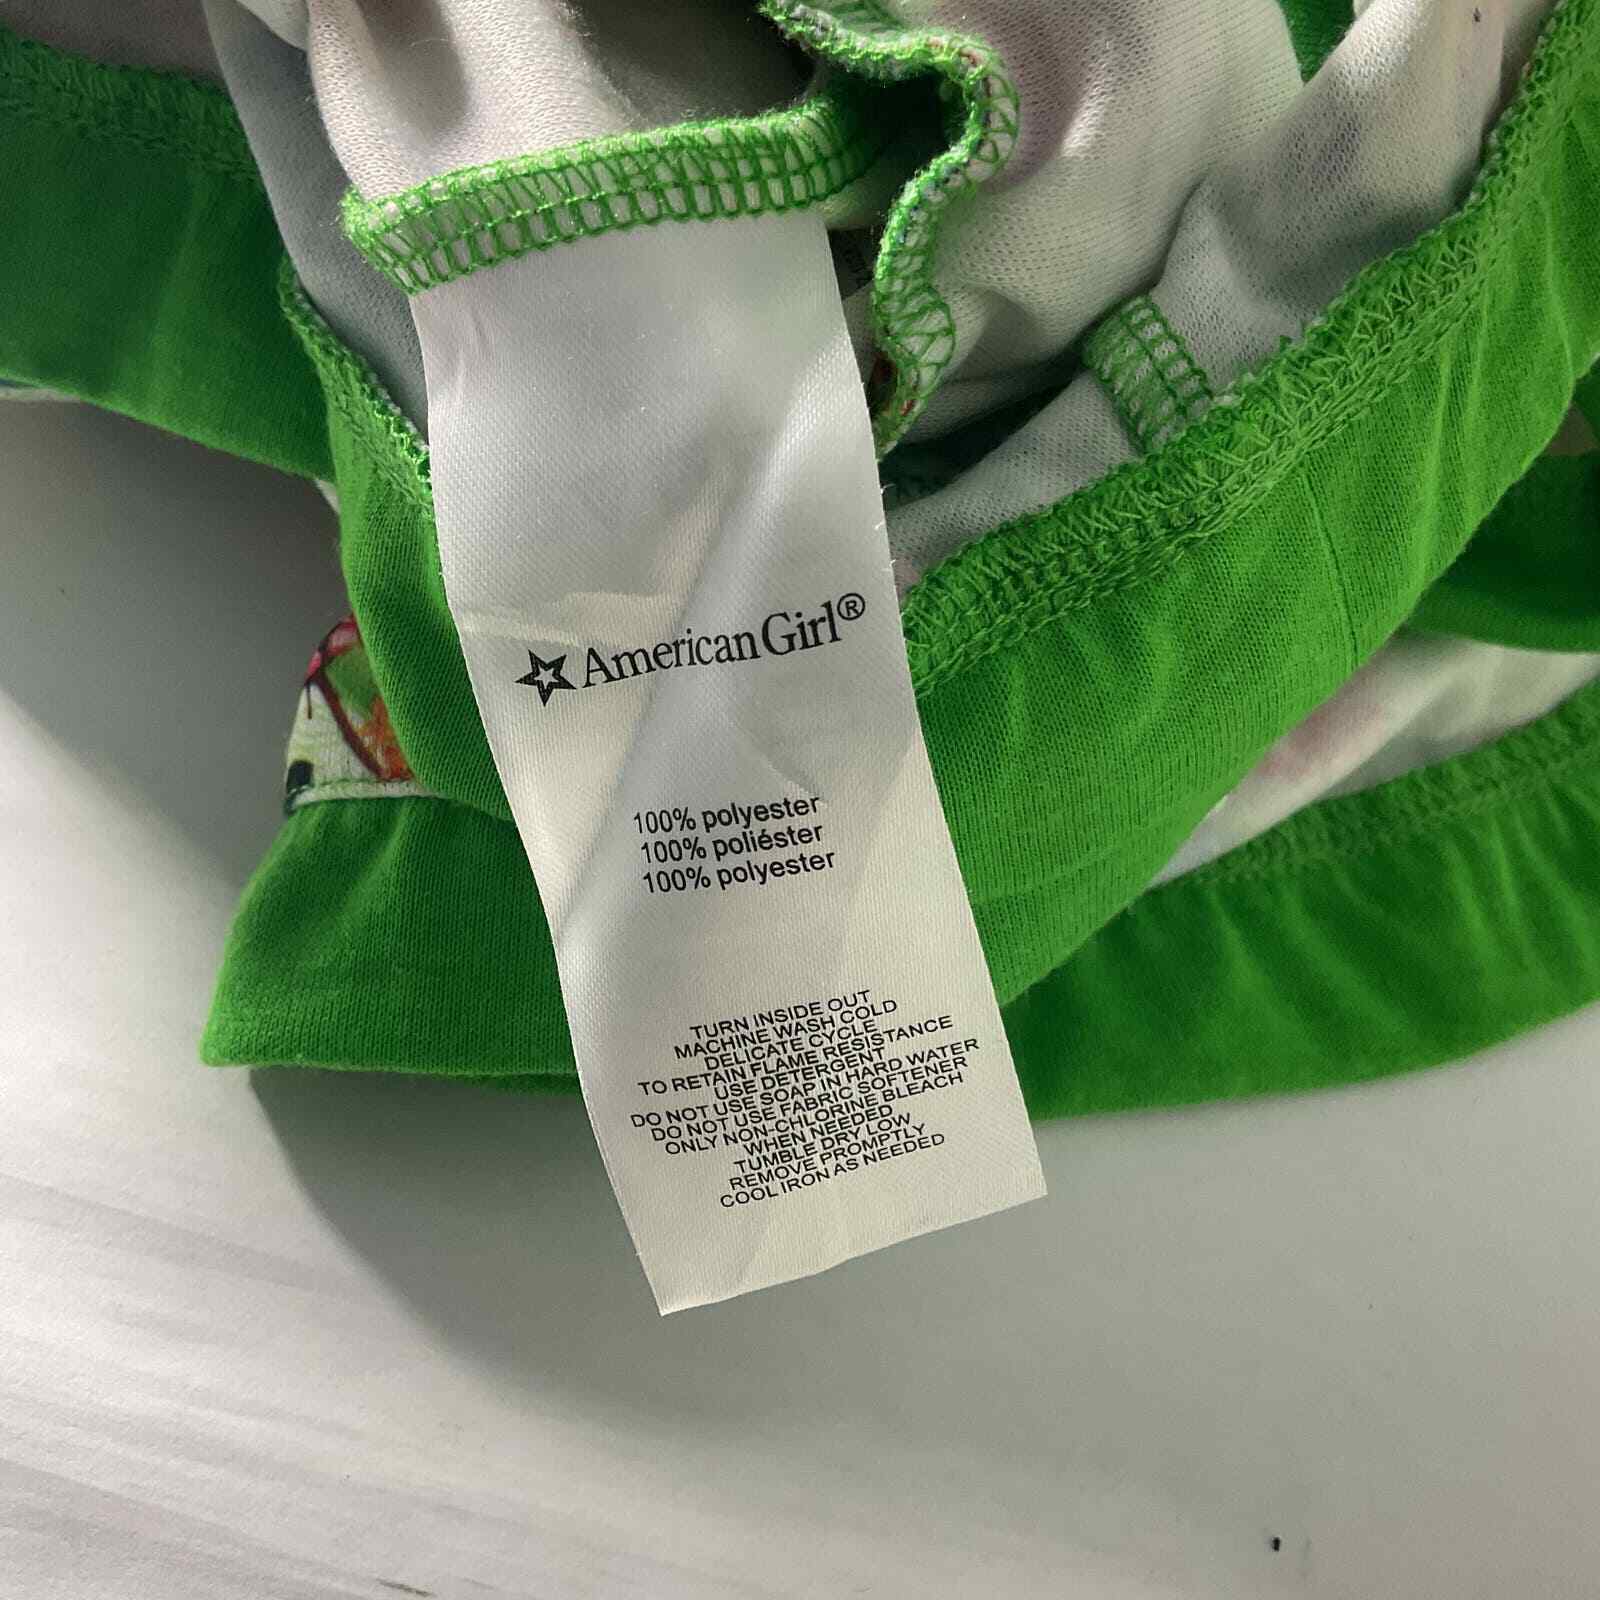 American Girl®
100% polyester
100% poliéster
100% polyester
TURN INSIDE OUT
MACHINE WASH COLD
DELICATE CYCLE
TO RETAIN FLAME RESISTANCE
USE DETERGENT
DO NOT USE SOAP IN HARD WATER
DO NOT USE FABRIC SOFTENER
ONLY NON-CHLORINE BLEACH
WHEN NEEDED
TUMBLE DRY LOW
REMOVE PROMPTLY
COOL IRON AS NEEDED